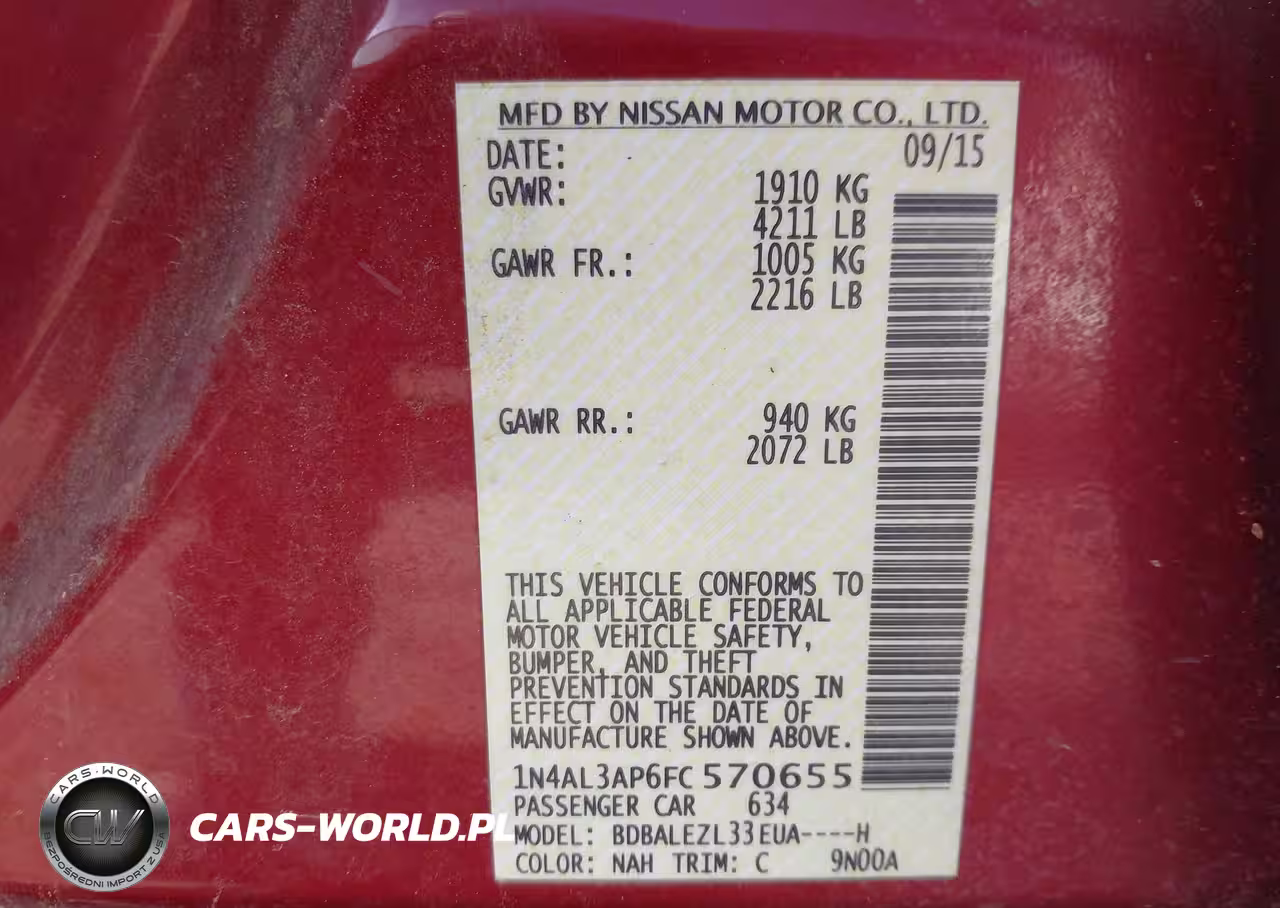 MFD BY NISSAN MOTOR CO., LTD.
DATE: 09/15
GVWR: 1910 KG
4211 LB
GAWR FR.: 1005 KG
2216 LB
GAWR RR.: 940 KG
2072 LB
THIS VEHICLE CONFORMS TO
ALL APPLICABLE FEDERAL
MOTOR VEHICLE SAFETY,
BUMPER, AND THEFT
PREVENTION STANDARDS IN
EFFECT ON THE DATE OF
MANUFACTURE SHOWN ABOVE.
1N4AL3AP6FC570655
PASSENGER CAR 634
MODEL: BDBALEZL33EUA----H
COLOR: NAH TRIM: C 9N00A
CARS-WORLD
CW
BEZPOŚREDNI IMPORT Z USA
CARS-WORLD.PL